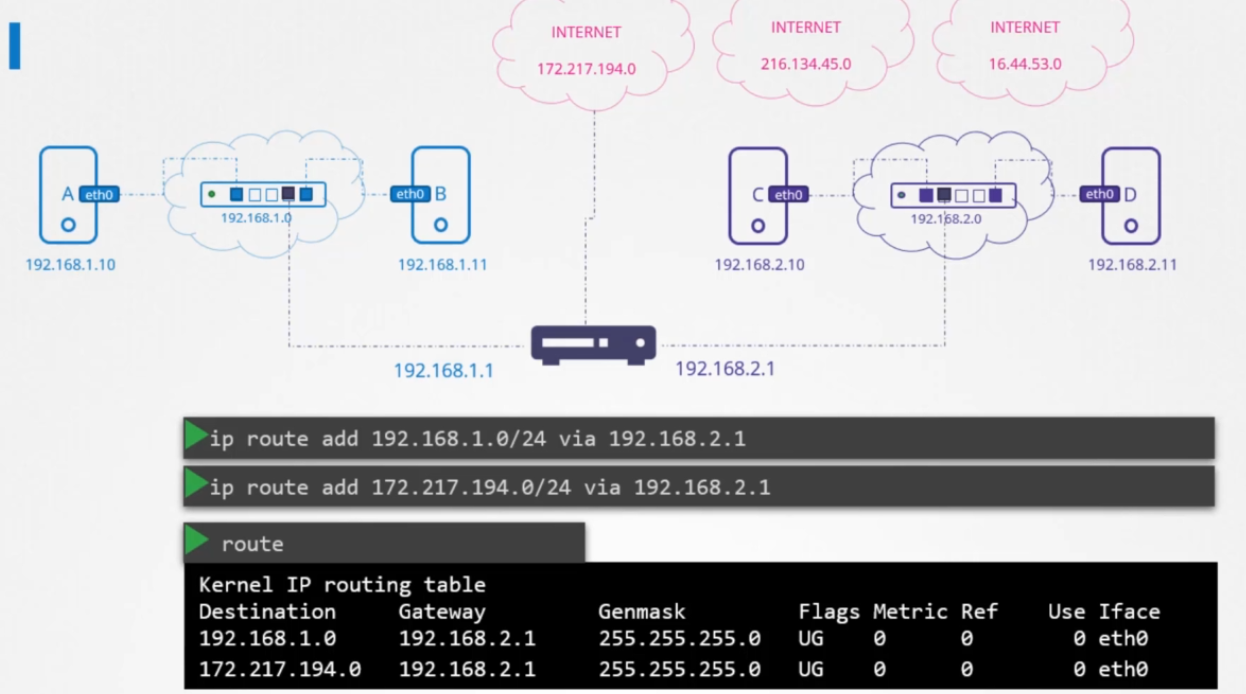 INTERNET
172.217.194.0
INTERNET
216.134.45.0
INTERNET
16.44.53.0
A eth0
192.168.1.0
eth0 B
192.168.1.10
192.168.1.11
C eth0
192.168.2.0
eth0 D
192.168.2.10
192.168.2.11
192.168.1.1
192.168.2.1
ip route add 192.168.1.0/24 via 192.168.2.1
ip route add 172.217.194.0/24 via 192.168.2.1
route
Kernel IP routing table
Destination Gateway Genmask Flags Metric Ref Use Iface
192.168.1.0 192.168.2.1 255.255.255.0 UG 0 0 0 eth0
172.217.194.0 192.168.2.1 255.255.255.0 UG 0 0 0 eth0